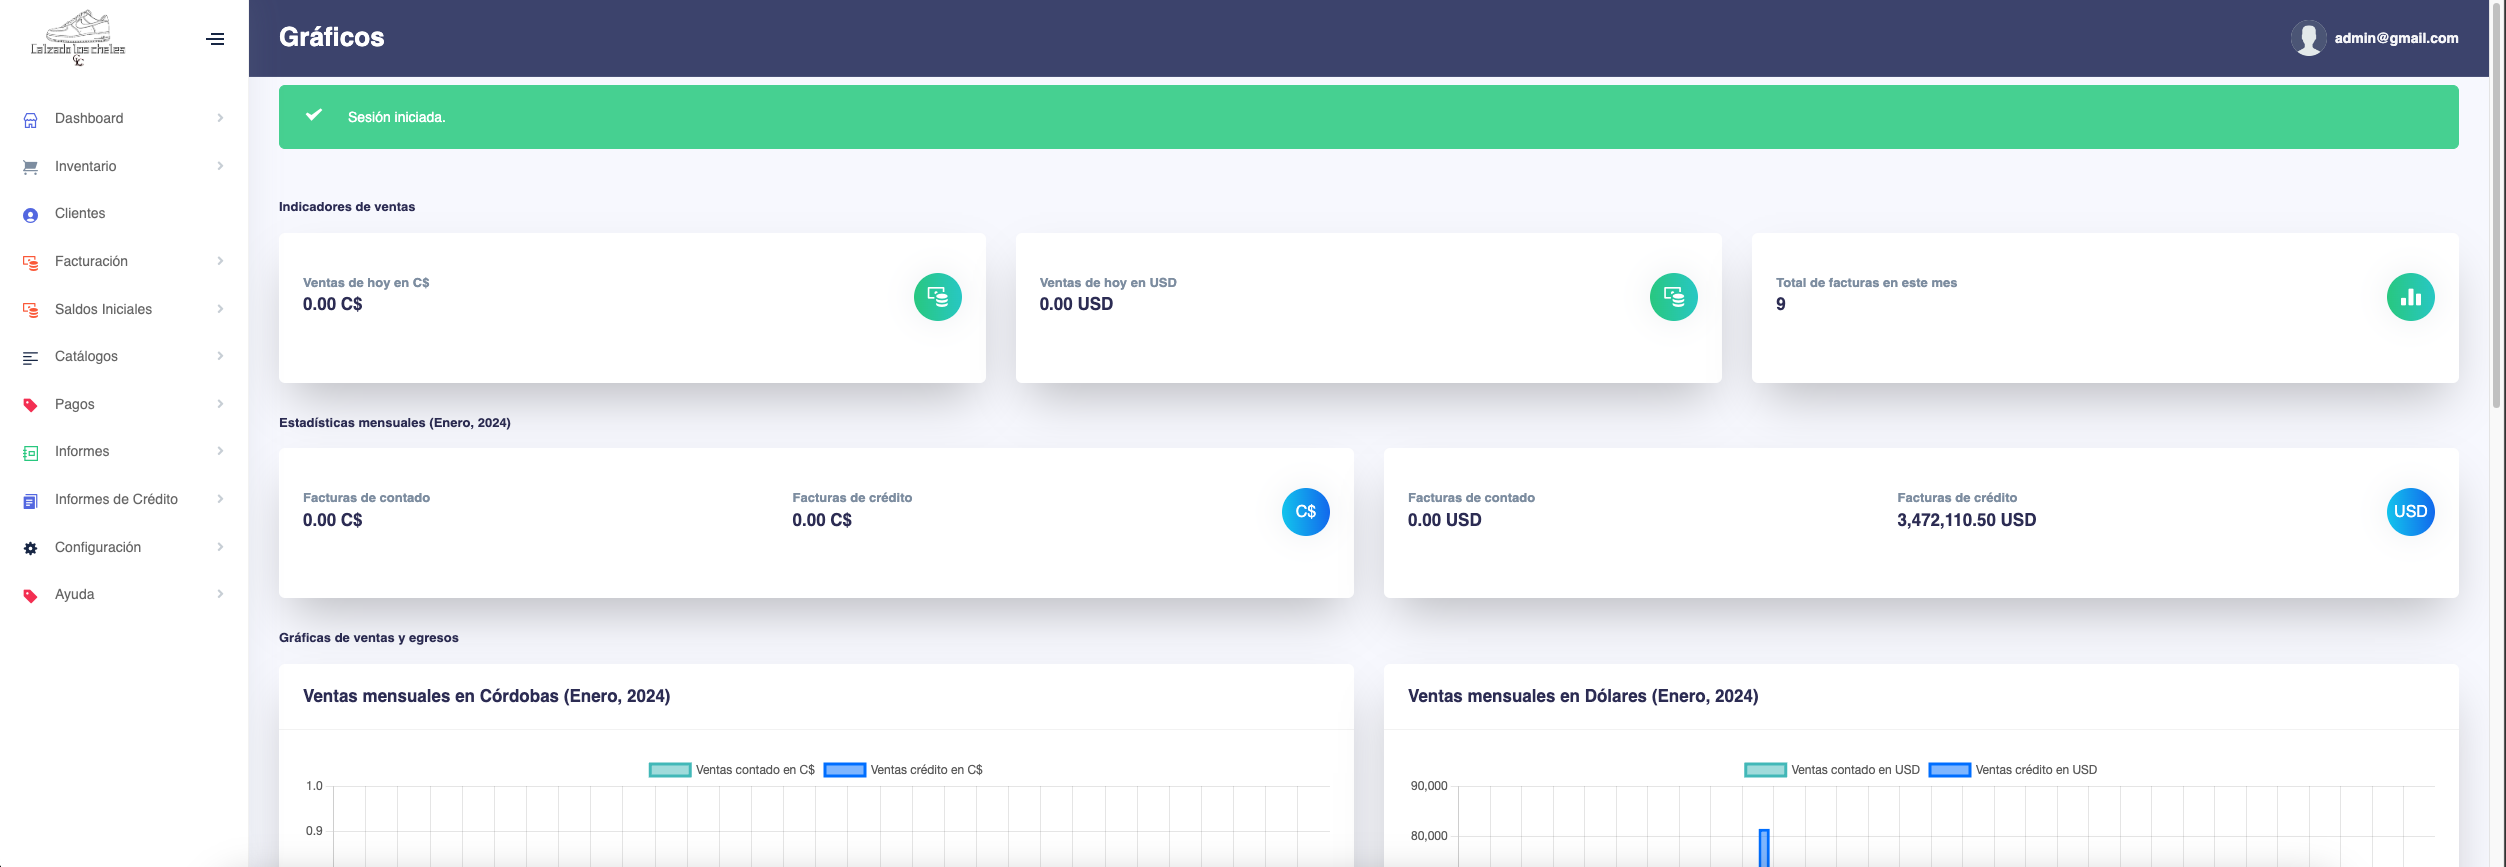 Calzado los cheles
CLC
Gráficos
admin@gmail.com
Dashboard
Inventario
Clientes
Facturación
Saldos Iniciales
Catálogos
Pagos
Informes
Informes de Crédito
Configuración
Ayuda
Sesión iniciada.
Indicadores de ventas
Ventas de hoy en C$
0.00 C$
Ventas de hoy en USD
0.00 USD
Total de facturas en este mes
9
Estadísticas mensuales (Enero, 2024)
Facturas de contado
0.00 C$
Facturas de crédito
0.00 C$
C$
Facturas de contado
0.00 USD
Facturas de crédito
3,472,110.50 USD
USD
Gráficas de ventas y egresos
Ventas mensuales en Córdobas (Enero, 2024)
Ventas contado en C$
Ventas crédito en C$
1.0
0.9
Ventas mensuales en Dólares (Enero, 2024)
Ventas contado en USD
Ventas crédito en USD
90,000
80,000